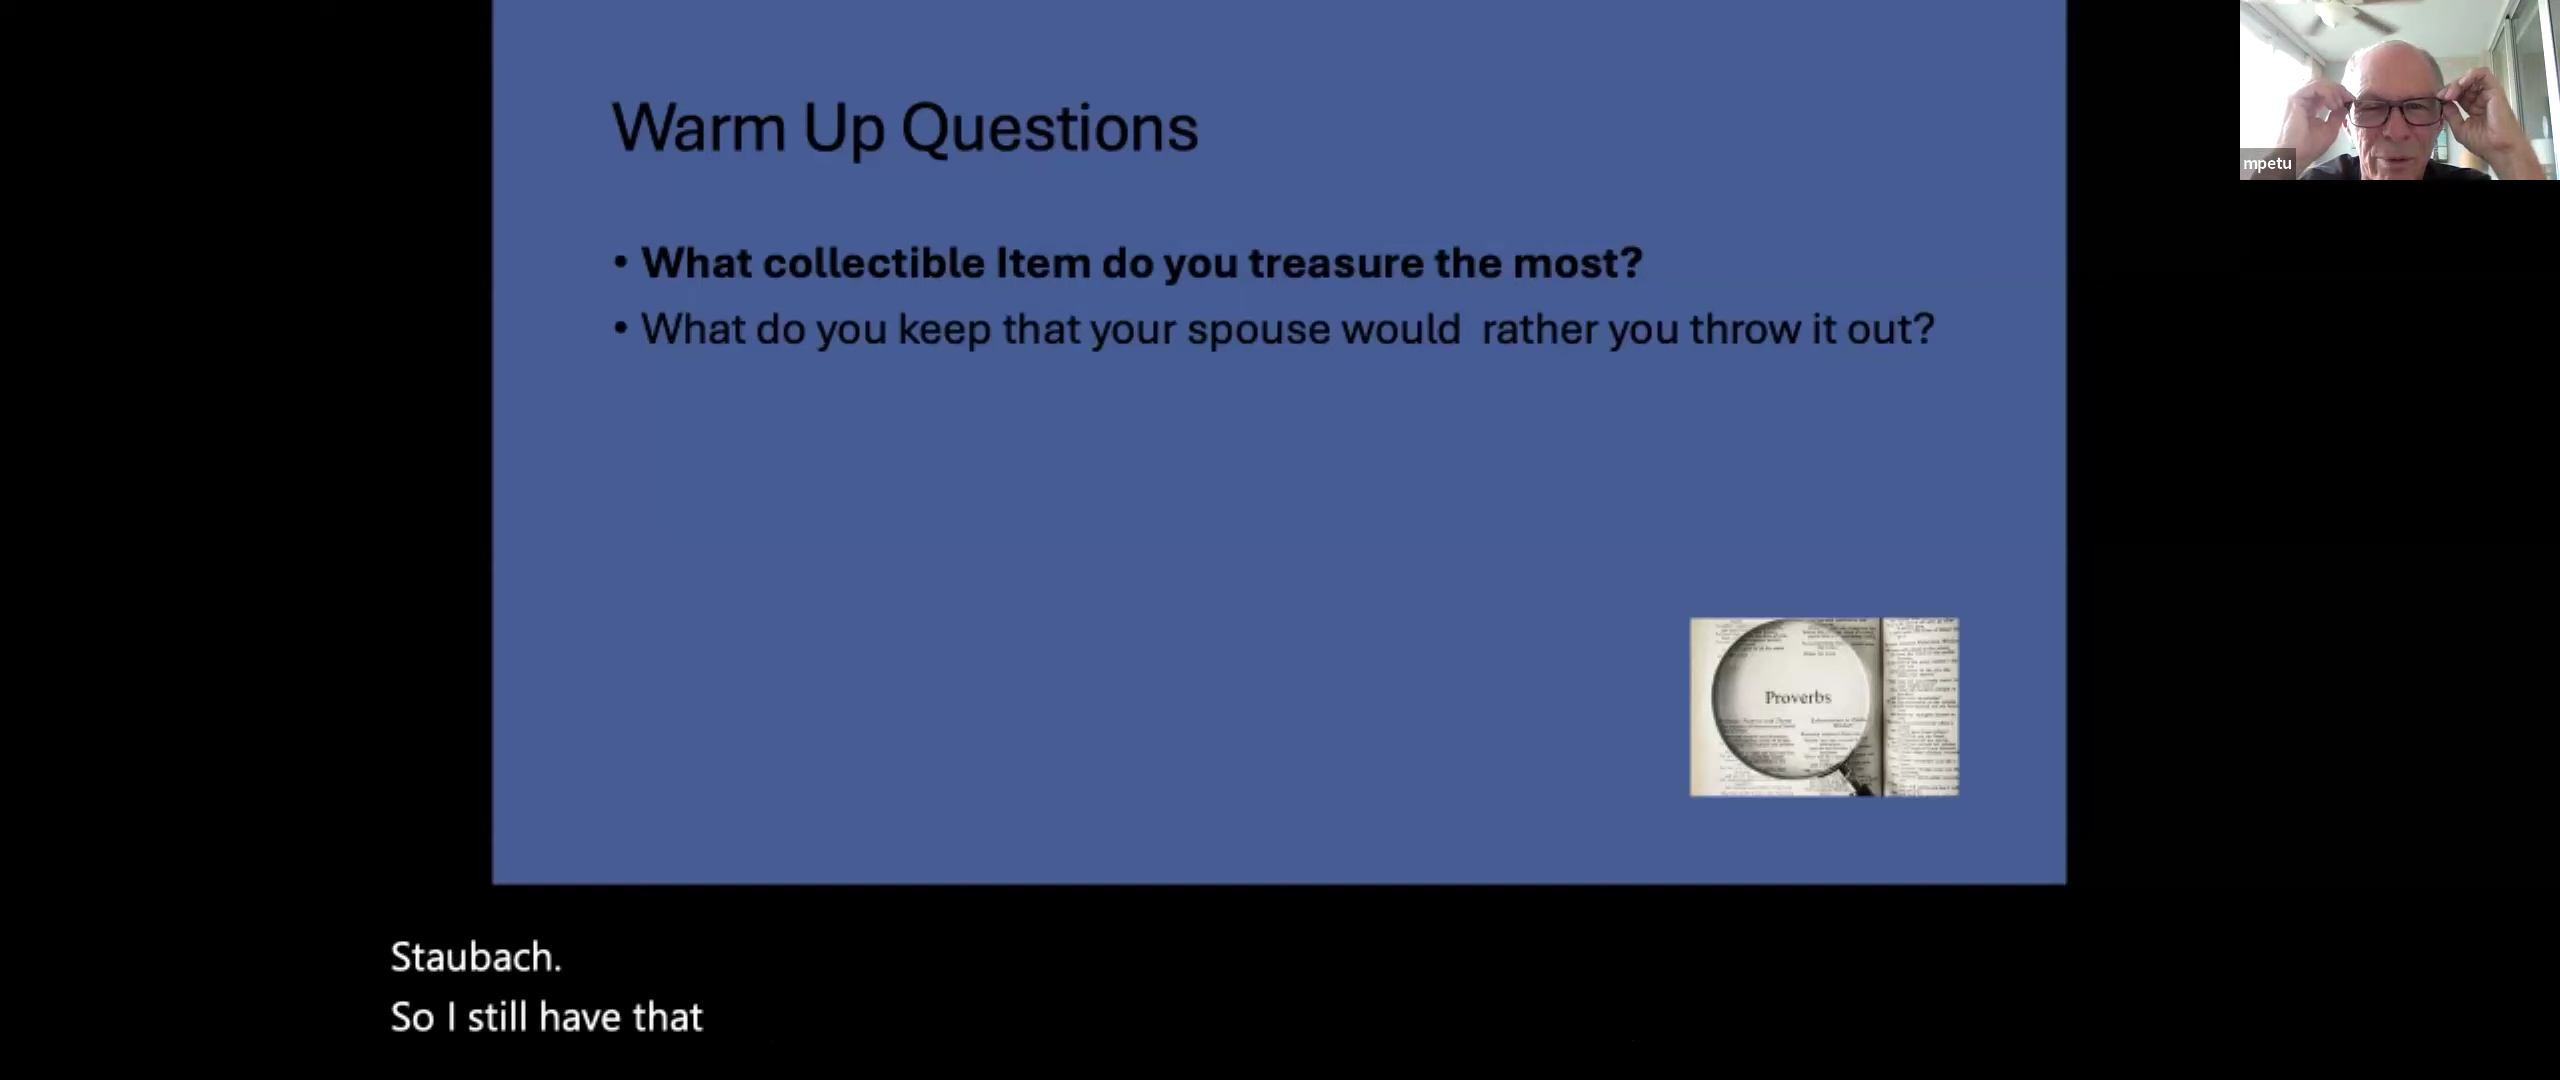 Warm Up Questions
• What collectible Item do you treasure the most?
• What do you keep that your spouse would rather you throw it out?
Proverbs
mpetu
Staubach.
So I still have that